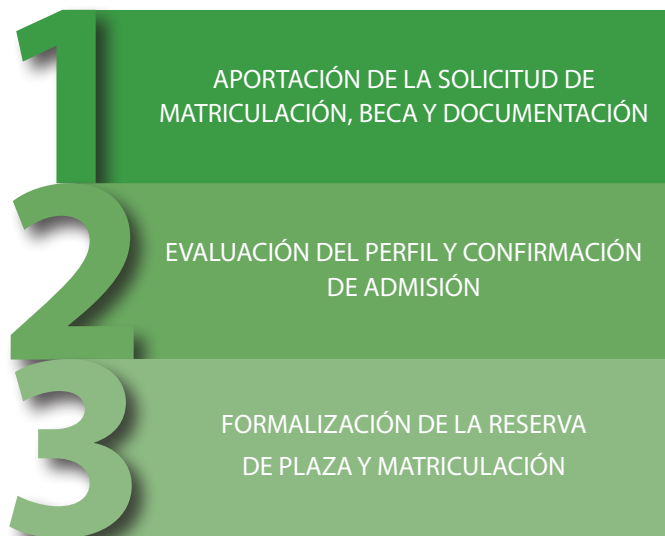 1
APORTACIÓN DE LA SOLICITUD DE
MATRICULACIÓN, BECA Y DOCUMENTACIÓN
2
EVALUACIÓN DEL PERFIL Y CONFIRMACIÓN
DE ADMISIÓN
3
FORMALIZACIÓN DE LA RESERVA
DE PLAZA Y MATRICULACIÓN